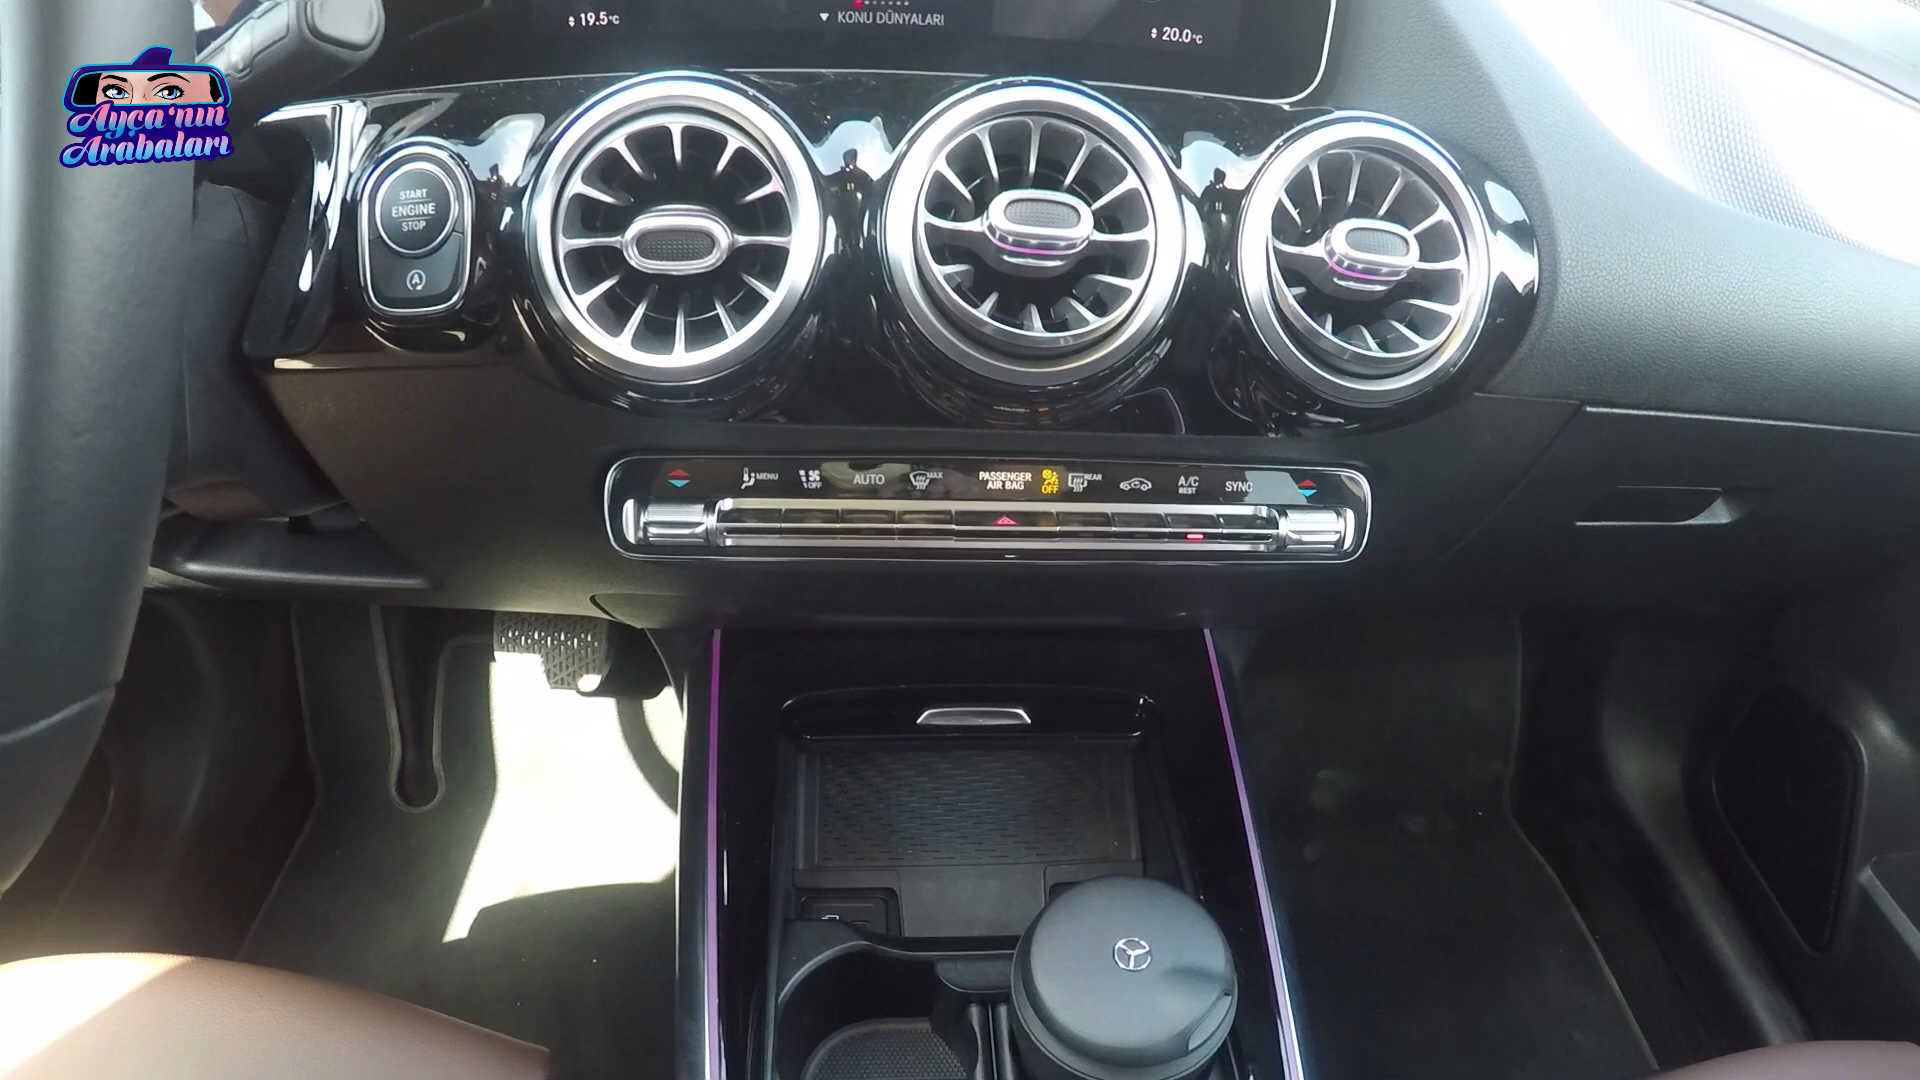 19.5°C
KONU DÜNYALARI
20.0°C
Ayça'nın
Arabaları
START
ENGINE
STOP
A
MENU
OFF
AUTO
MAX
PASSENGER
AIR BAG
OFF
REAR
A/C
REST
SYNC